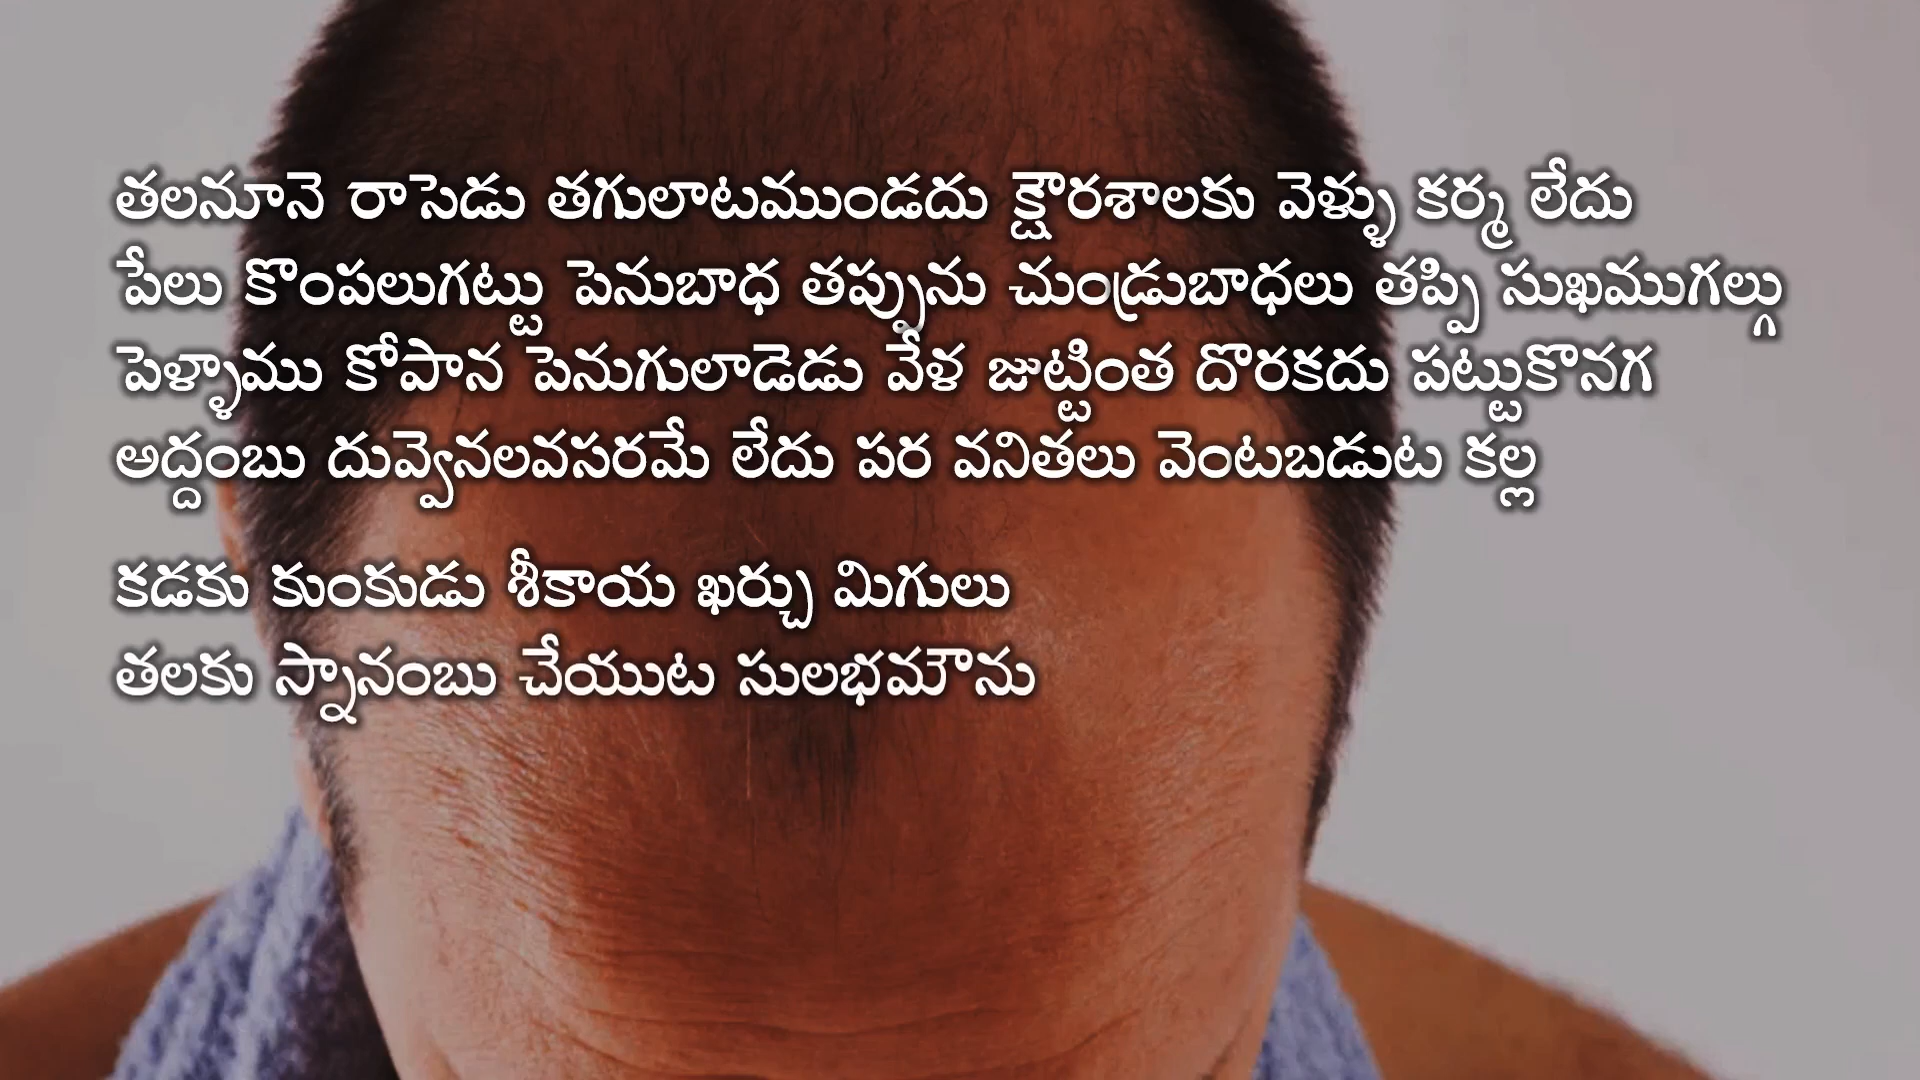 తలనూనె రాసెడు తగులాటముండదు క్షౌరశాలకు వెళ్ళు కర్మ లేదు
పేలు కొంపలుగట్టు పెనుబాధ తప్పును చుండ్రుబాధలు తప్పి సుఖముగల్గు
పెళ్ళాము కోపాన పెనుగులాడెడు వేళ జుట్టింత దొరకదు పట్టుకొనగ
అద్దంబు దువ్వెనలవసరమే లేదు పర వనితలు వెంటబడుట కల్ల
కడకు కుంకుడు శీకాయ ఖర్చు మిగులు
తలకు స్నానంబు చేయుట సులభమౌను